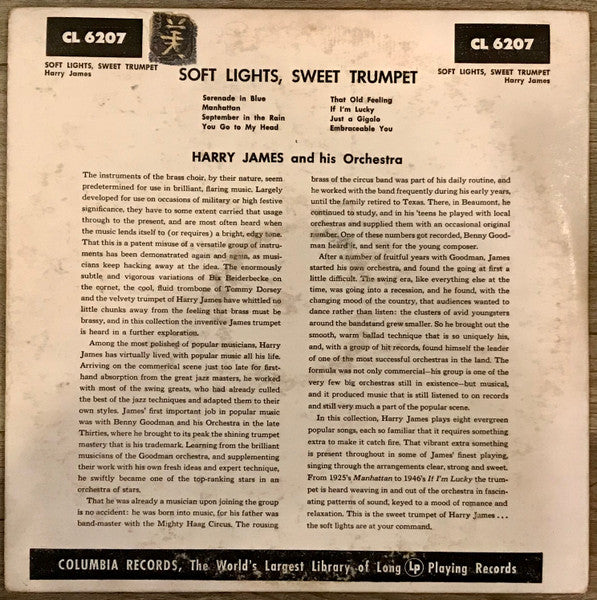 CL 6207
美
CL 6207
SOFT LIGHTS, SWEET TRUMPET
Harry James
SOFT LIGHTS, SWEET TRUMPET
Harry James
SOFT LIGHTS, SWEET TRUMPET
Serenade in Blue
Manhattan
September in the Rain
You Go to My Head
That Old Feeling
If I'm Lucky
Just a Gigolo
Embraceable You
HARRY JAMES and his Orchestra
The instruments of the brass choir, by their nature, seem
predetermined for use in brilliant, flaring music. Largely
developed for use on occasions of military or high festive
significance, they have to some extent carried that usage
through to the present, and are most often heard when
the music lends itself to (or requires) a bright, edgy tone.
That this is a patent misuse of a versatile group of instru-
ments has been demonstrated again and again, as musi-
cians keep hacking away at the idea. The enormously
subtle and vigorous variations of Bix Beiderbecke on
the cornet, the cool, fluid trombone of Tommy Dorsey
and the velvety trumpet of Harry James have whittled no
little chunks away from the feeling that brass must be
brassy, and in this collection the inventive James trumpet
is heard in a further exploration.
Among the most polished of popular musicians, Harry
James has virtually lived with popular music all his life.
Arriving on the commerical scene just too late for first-
hand absorption from the great jazz masters, he worked
with most of the swing greats, who had already culled
the best of the jazz techniques and adapted them to their
own styles. James' first important job in popular music
was with Benny Goodman and his Orchestra in the late
Thirties, where he brought to its peak the shining trumpet
mastery that is his trademark. Learning from the brilliant
musicians of the Goodman orchestra, and supplementing
their work with his own fresh ideas and expert technique,
he swiftly became one of the top-ranking stars in an
orchestra of stars.
That he was already a musician upon joining the group
is no accident: he was born into music, for his father was
band-master with the Mighty Haag Circus. The rousing
brass of the circus band was part of his daily routine, and
he worked with the band frequently during his early years,
until the family retired to Texas. There, in Beaumont, he
continued to study, and in his 'teens he played with local
orchestras and supplied them with an occasional original
number. One of these numbers got recorded, Benny Good-
man heard it, and sent for the young composer.
After a number of fruitful years with Goodman, James
started his own orchestra, and found the going at first a
little difficult. The swing era, like everything else at the
time, was going into a recession, and he found, with the
changing mood of the country, that audiences wanted to
dance rather than listen: the clusters of avid youngsters
around the bandstand grew smaller. So he brought out the
smooth, warm ballad technique that is so uniquely his,
and, with a group of hit records, found himself the leader
of one of the most successful orchestras in the land. The
formula was not only commercial—his group is one of the
very few big orchestras still in existence—but musical,
and it produced music that is still listened to on records
and still very much a part of the popular scene.
In this collection, Harry James plays eight evergreen
popular songs, each so familiar that it requires something
extra to make it catch fire. That vibrant extra something
is present throughout in some of James' finest playing,
singing through the arrangements clear, strong and sweet.
From 1925's Manhattan to 1946's If I'm Lucky the trum-
pet is heard weaving in and out of the orchestra in fascinat-
ing patterns of sound, keyed to a mood of romance and
relaxation. This is the sweet trumpet of Harry James . . .
the soft lights are at your command.
COLUMBIA RECORDS, The World's Largest Library of Long Lp Playing Records